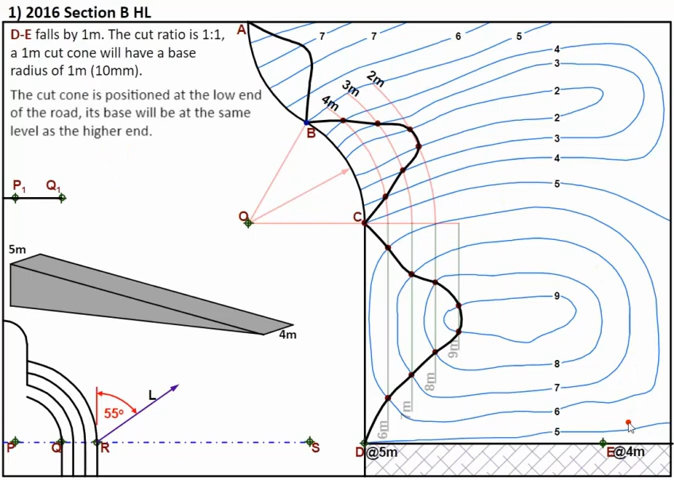 1) 2016 Section B HL
D-E falls by 1m. The cut ratio is 1:1,
a 1m cut cone will have a base
radius of 1m (10mm).
The cut cone is positioned at the low end
of the road, its base will be at the same
level as the higher end.
A
7
7
6
5
4
3
2
2
3
4
5
2m
3m
4m
B
P1
Q1
O
C
5m
4m
9
8
7
6
5
6m
7m
8m
9m
55°
L
P
Q
R
S
D@5m
E@4m